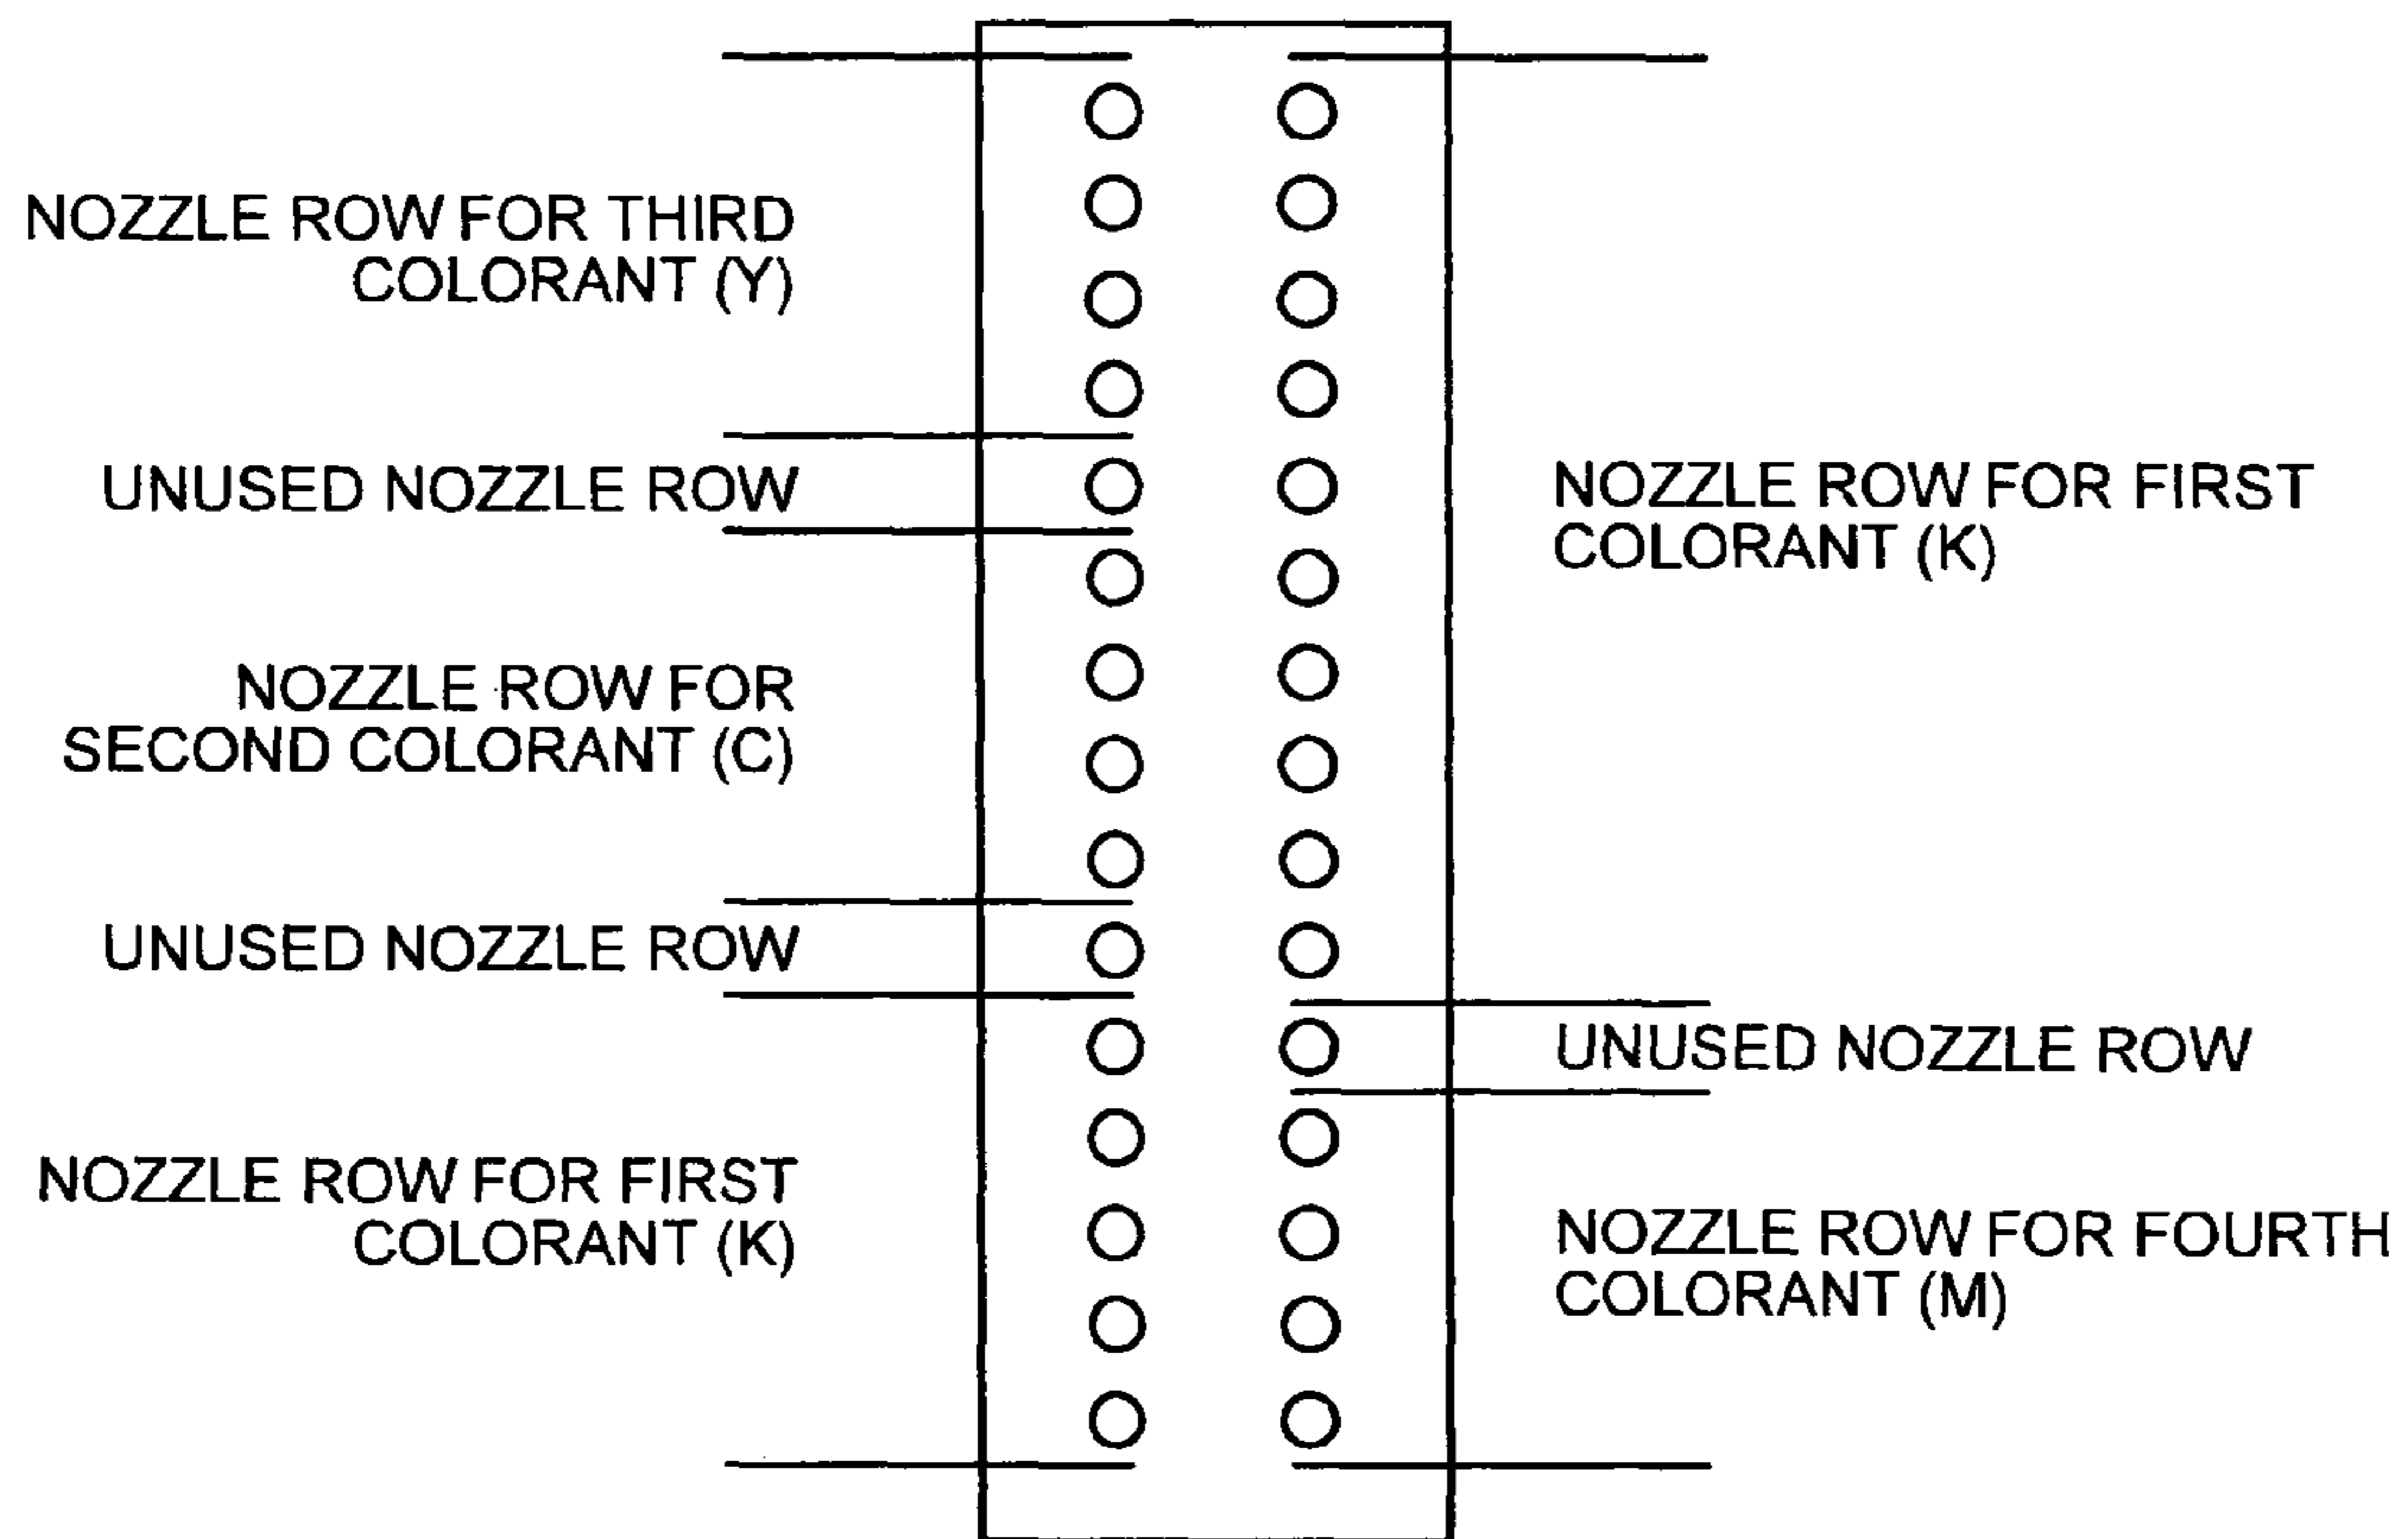 NOZZLE ROW FOR THIRD
COLORANT (Y)
UNUSED NOZZLE ROW
NOZZLE ROW FOR
SECOND COLORANT (C)
UNUSED NOZZLE ROW
NOZZLE ROW FOR FIRST
COLORANT (K)
NOZZLE ROW FOR FIRST
COLORANT (K)
UNUSED NOZZLE ROW
NOZZLE ROW FOR FOURTH
COLORANT (M)